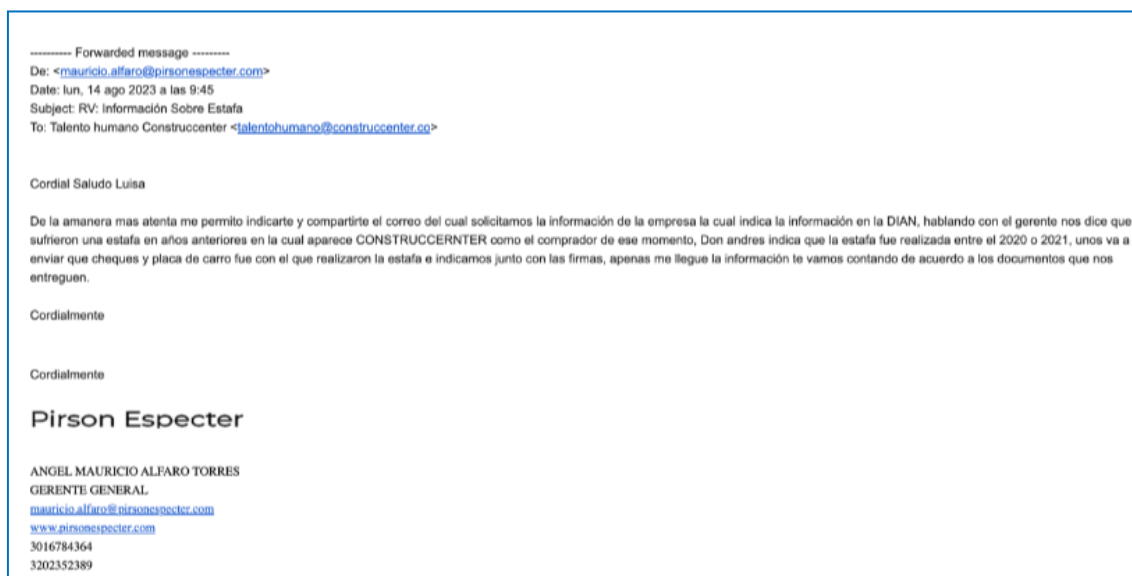 ---------- Forwarded message ---------
De: <mauricio.alfaro@pirsonespecter.com>
Date: lun, 14 ago 2023 a las 9:45
Subject: RV: Información Sobre Estafa
To: Talento humano Construccenter <talentohumano@construccenter.co>
Cordial Saludo Luisa
De la amanera mas atenta me permito indicarte y compartirte el correo del cual solicitamos la información de la empresa la cual indica la información en la DIAN, hablando con el gerente nos dice que
sufrieron una estafa en años anteriores en la cual aparece CONSTRUCCERNTER como el comprador de ese momento, Don andres indica que la estafa fue realizada entre el 2020 o 2021, unos va a
enviar que cheques y placa de carro fue con el que realizaron la estafa e indicamos junto con las firmas, apenas me llegue la información te vamos contando de acuerdo a los documentos que nos
entreguen.
Cordialmente
Cordialmente
Pirson Especter
ANGEL MAURICIO ALFARO TORRES
GERENTE GENERAL
mauricio.alfaro@pirsonespecter.com
www.pirsonespecter.com
3016784364
3202352389